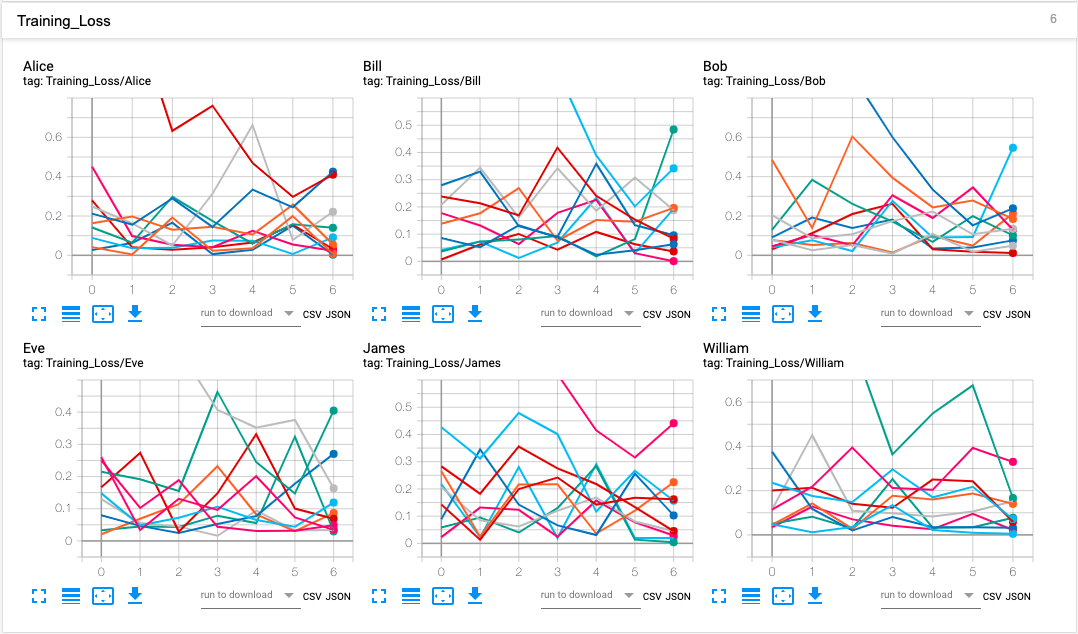 Training_Loss
6
Alice
tag: Training_Loss/Alice
0.6
0.4
0.2
0
0 1 2 3 4 5 6
run to download CSV JSON
Bill
tag: Training_Loss/Bill
0.5
0.4
0.3
0.2
0.1
0
0 1 2 3 4 5 6
run to download CSV JSON
Bob
tag: Training_Loss/Bob
0.6
0.4
0.2
0
0 1 2 3 4 5 6
run to download CSV JSON
Eve
tag: Training_Loss/Eve
0.4
0.3
0.2
0.1
0
0 1 2 3 4 5 6
run to download CSV JSON
James
tag: Training_Loss/James
0.5
0.4
0.3
0.2
0.1
0
0 1 2 3 4 5 6
run to download CSV JSON
William
tag: Training_Loss/William
0.6
0.4
0.2
0
0 1 2 3 4 5 6
run to download CSV JSON